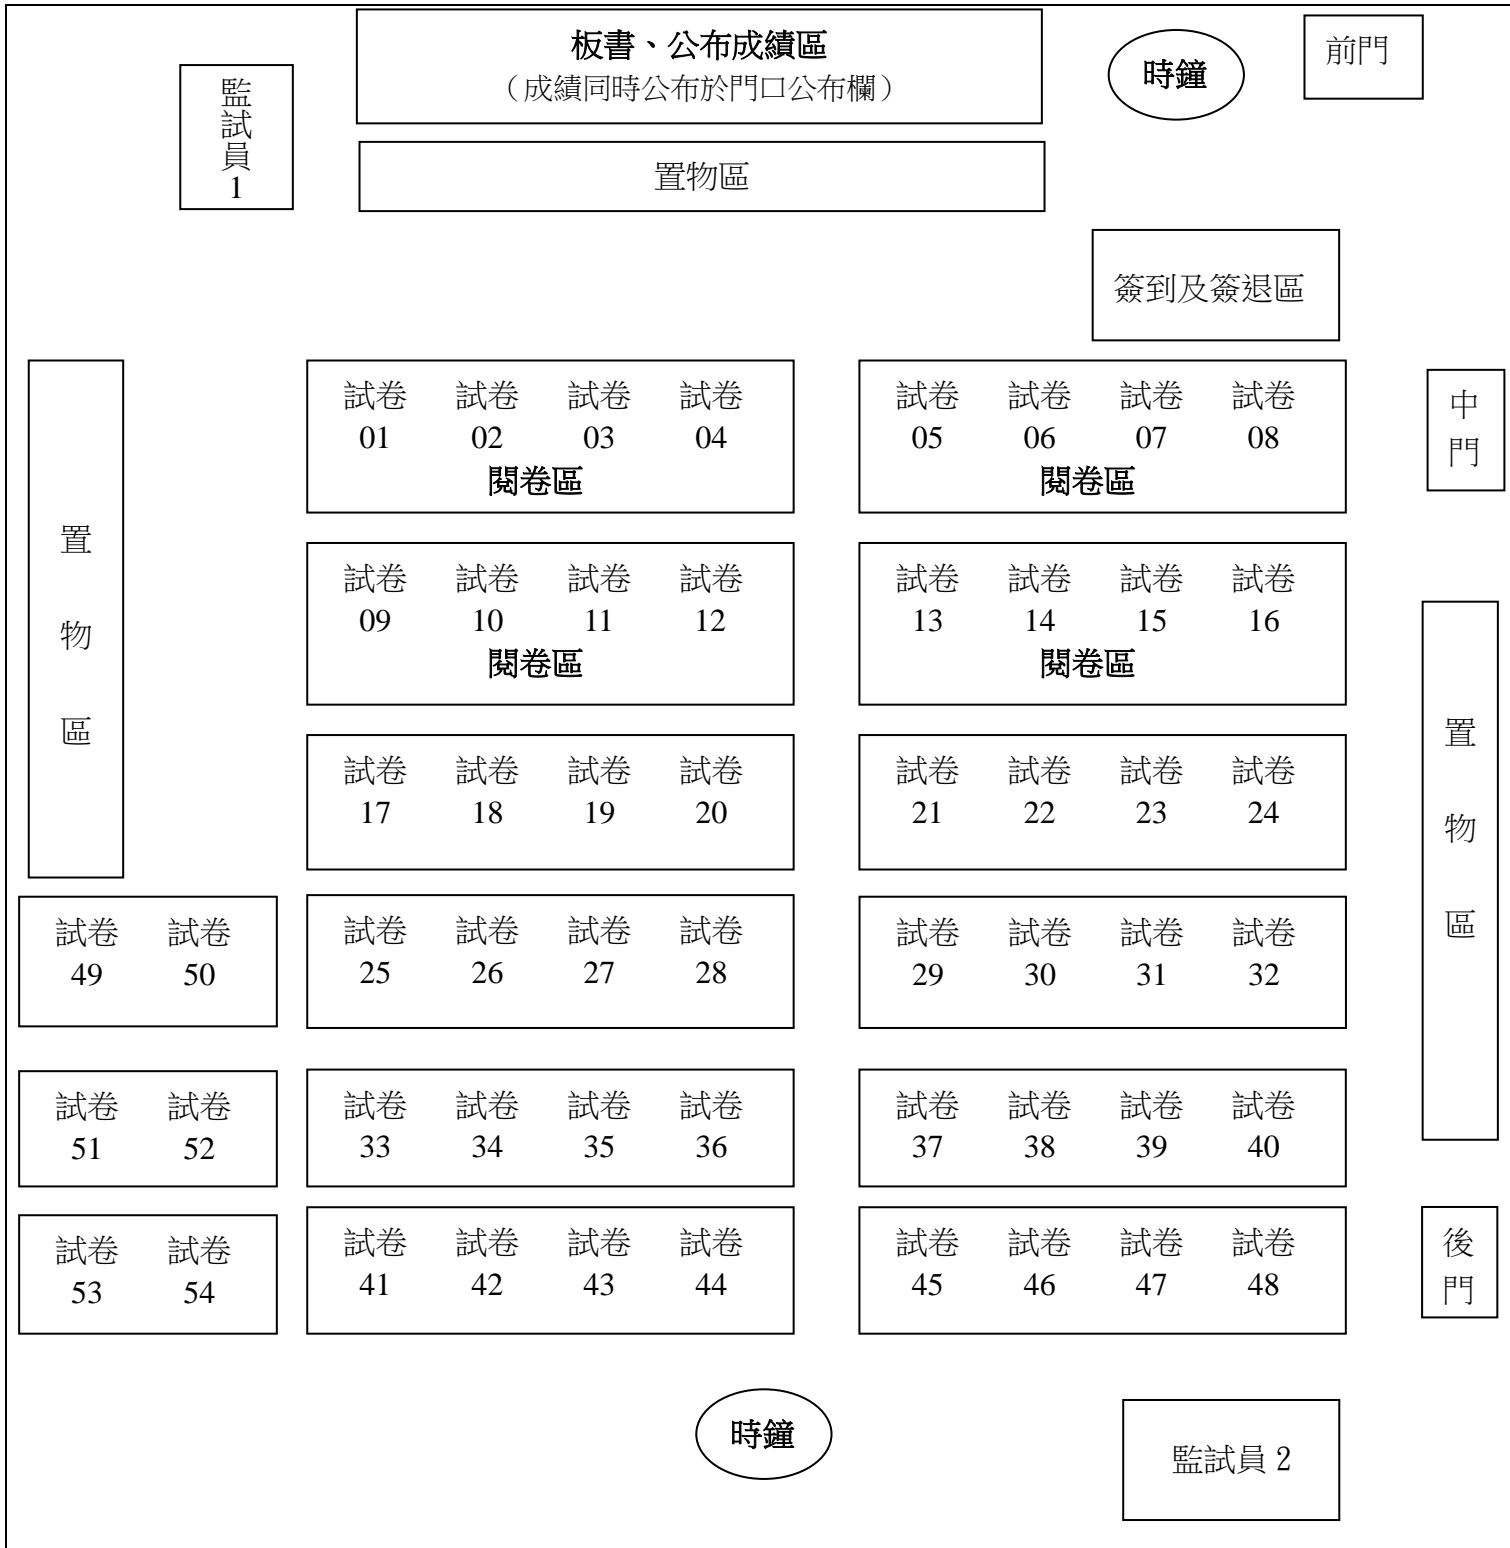 板書、公布成績區
（成績同時公布於門口公布欄）
時鐘
前門
監試員1
置物區
簽到及簽退區
置物區
試卷 試卷 試卷 試卷
01 02 03 04
閱卷區
試卷 試卷 試卷 試卷
05 06 07 08
閱卷區
中門
試卷 試卷 試卷 試卷
09 10 11 12
閱卷區
試卷 試卷 試卷 試卷
13 14 15 16
閱卷區
置物區
試卷 試卷 試卷 試卷
17 18 19 20
試卷 試卷 試卷 試卷
21 22 23 24
試卷 試卷
49 50
試卷 試卷 試卷 試卷
25 26 27 28
試卷 試卷 試卷 試卷
29 30 31 32
試卷 試卷
51 52
試卷 試卷 試卷 試卷
33 34 35 36
試卷 試卷 試卷 試卷
37 38 39 40
試卷 試卷
53 54
試卷 試卷 試卷 試卷
41 42 43 44
試卷 試卷 試卷 試卷
45 46 47 48
後門
時鐘
監試員 2